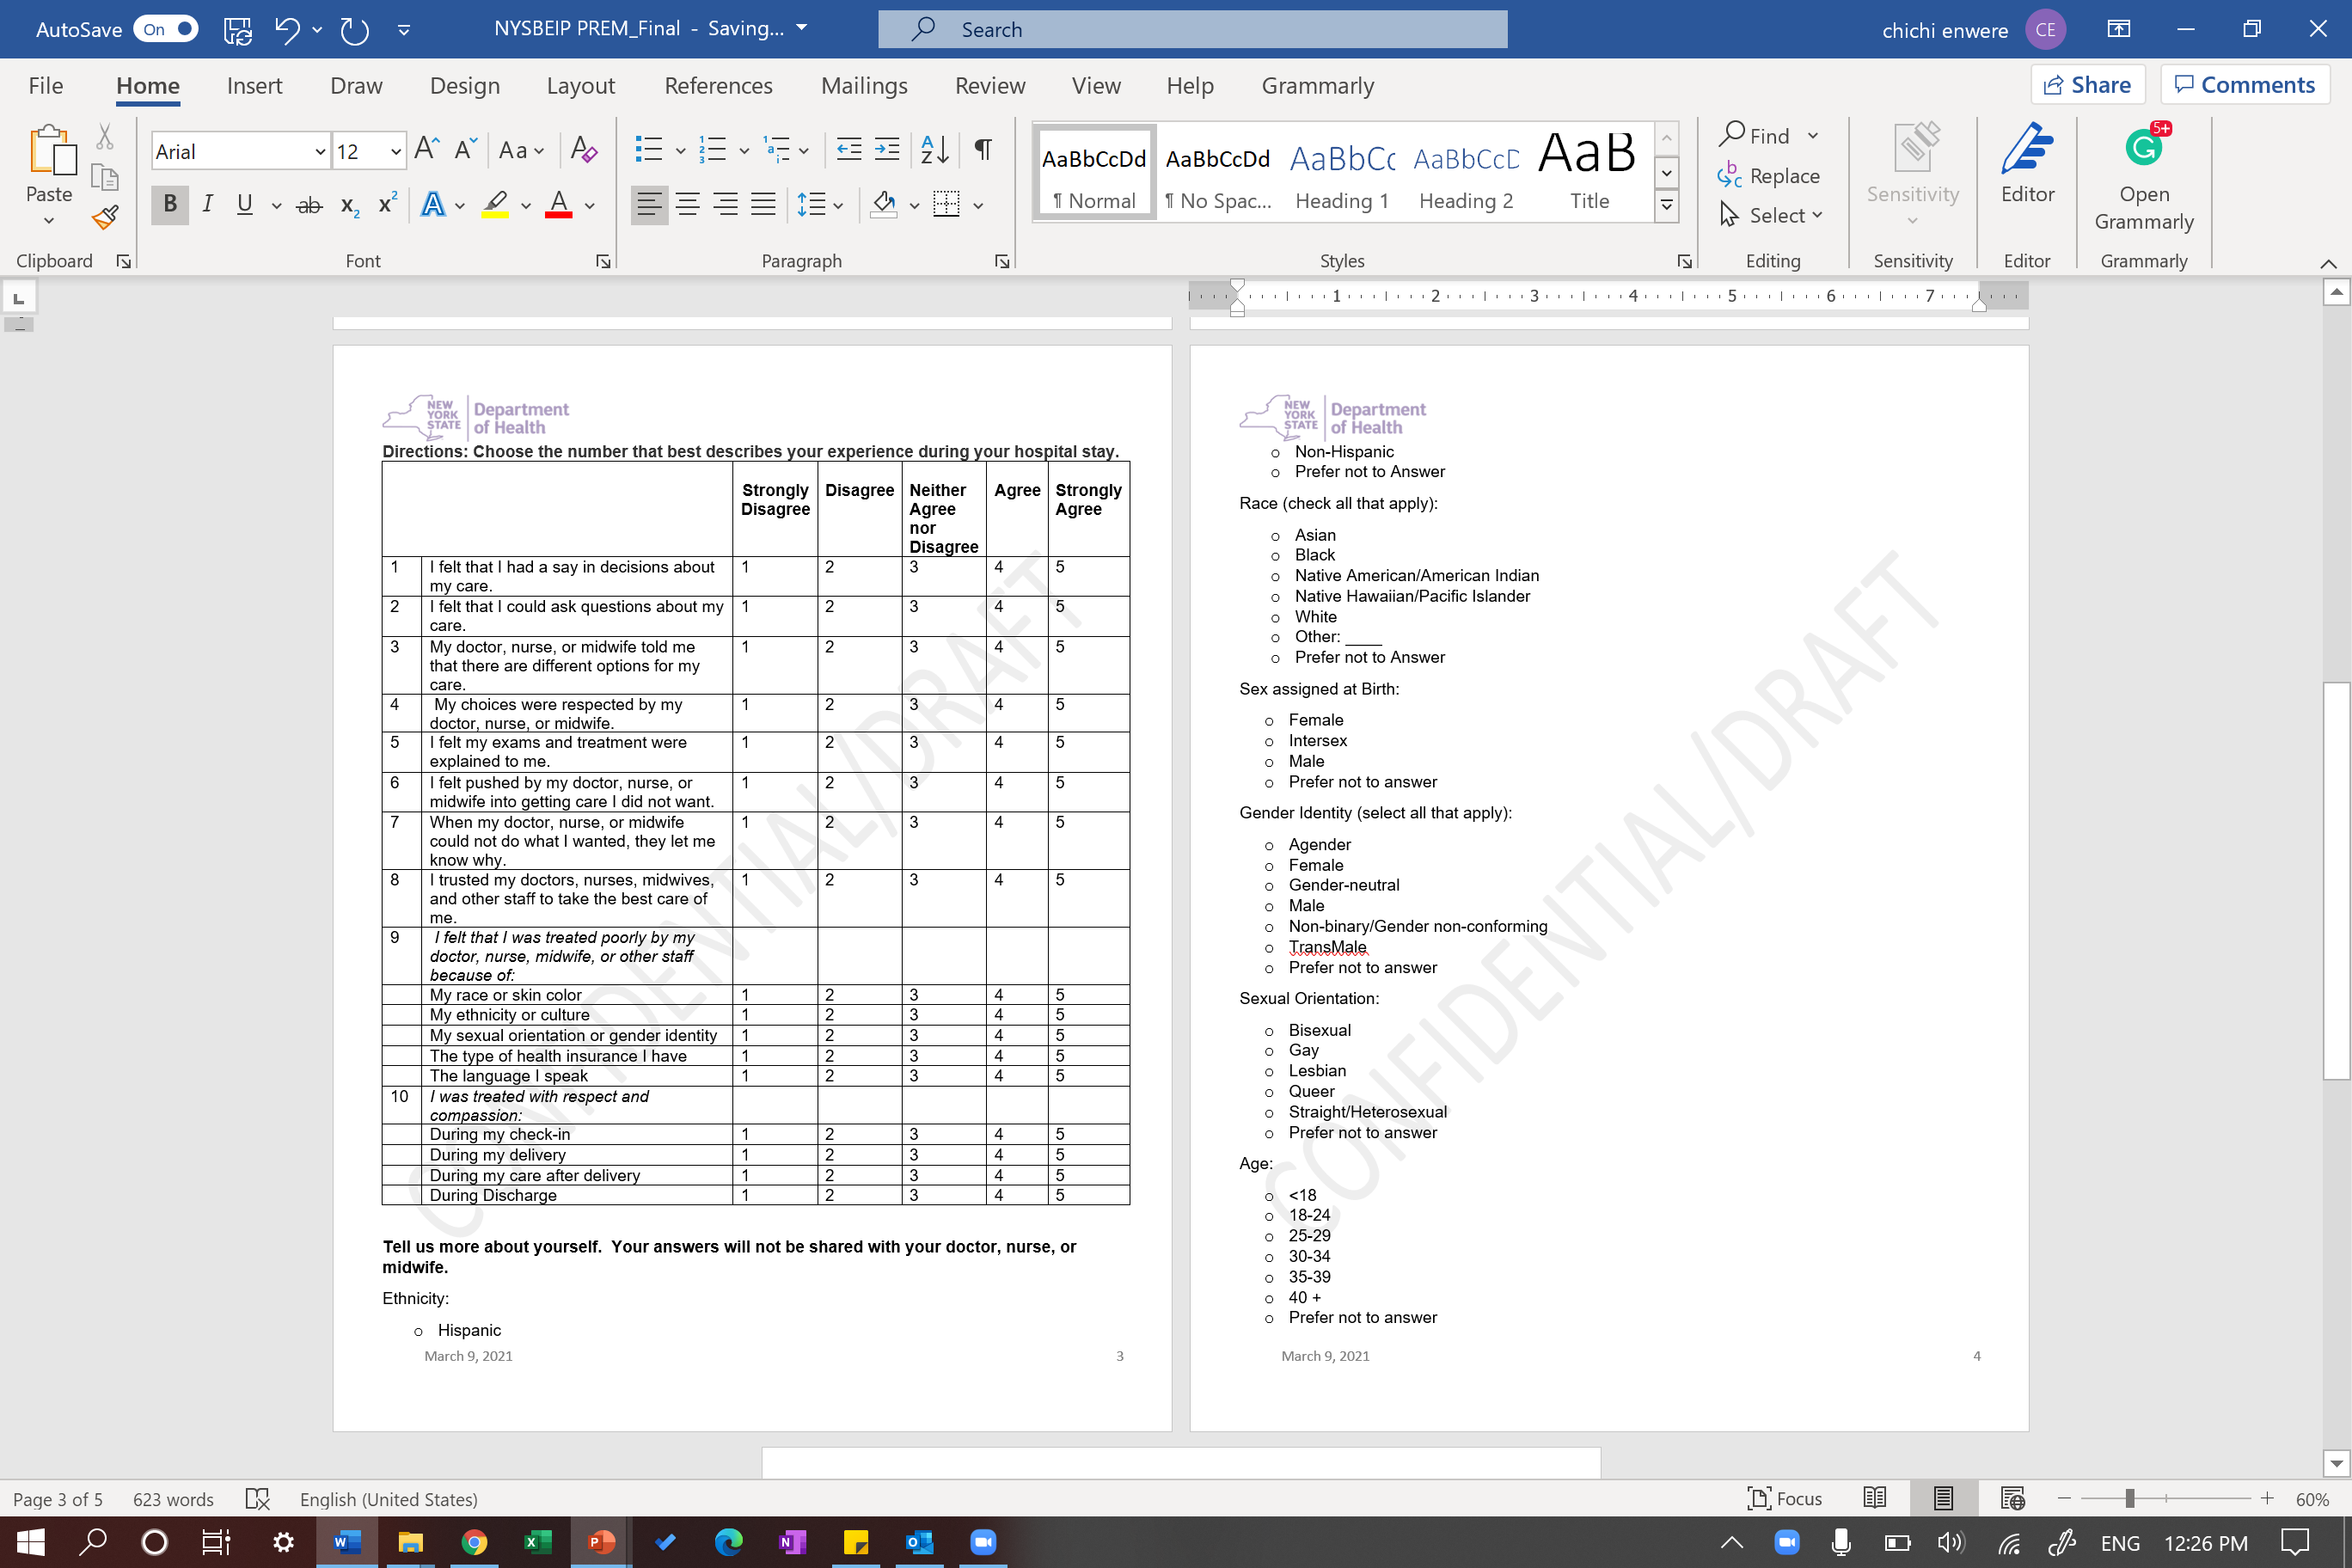 AutoSave On NYSBEIP PREM_Final - Saving... Search chichi enwere CE
File Home Insert Draw Design Layout References Mailings Review View Help Grammarly Share Comments
Paste
Clipboard
Arial 12 Aa
B I U ab x2 x2 A A
Font
Paragraph
AaBbCcDd AaBbCcDd AaBbCc AaBbCcD AaB
¶ Normal ¶ No Spac... Heading 1 Heading 2 Title
Styles
Find
Replace
Select
Editing
Sensitivity
Sensitivity
Editor
Editor
5+
Open
Grammarly
Grammarly
L
1 2 3 4 5 6 7
NEW
YORK
STATE
Department
of Health
Directions: Choose the number that best describes your experience during your hospital stay.
Strongly Disagree Disagree Neither Agree nor Disagree Agree Strongly Agree
1 I felt that I had a say in decisions about 1 2 3 4 5
my care.
2 I felt that I could ask questions about my 1 2 3 4 5
care.
3 My doctor, nurse, or midwife told me 1 2 3 4 5
that there are different options for my
care.
4 My choices were respected by my 1 2 3 4 5
doctor, nurse, or midwife.
5 I felt my exams and treatment were 1 2 3 4 5
explained to me.
6 I felt pushed by my doctor, nurse, or 1 2 3 4 5
midwife into getting care I did not want.
7 When my doctor, nurse, or midwife 1 2 3 4 5
could not do what I wanted, they let me
know why.
8 I trusted my doctors, nurses, midwives, 1 2 3 4 5
and other staff to take the best care of
me.
9 I felt that I was treated poorly by my
doctor, nurse, midwife, or other staff
because of:
My race or skin color 1 2 3 4 5
My ethnicity or culture 1 2 3 4 5
My sexual orientation or gender identity 1 2 3 4 5
The type of health insurance I have 1 2 3 4 5
The language I speak 1 2 3 4 5
10 I was treated with respect and
compassion:
During my check-in 1 2 3 4 5
During my delivery 1 2 3 4 5
During my care after delivery 1 2 3 4 5
During Discharge 1 2 3 4 5
CONFIDENTIAL/DRAFT
Tell us more about yourself.  Your answers will not be shared with your doctor, nurse, or
midwife.
Ethnicity:
o Hispanic
March 9, 2021 3
NEW
YORK
STATE
Department
of Health
o Non-Hispanic
o Prefer not to Answer
Race (check all that apply):
o Asian
o Black
o Native American/American Indian
o Native Hawaiian/Pacific Islander
o White
o Other: ____
o Prefer not to Answer
Sex assigned at Birth:
o Female
o Intersex
o Male
o Prefer not to answer
Gender Identity (select all that apply):
o Agender
o Female
o Gender-neutral
o Male
o Non-binary/Gender non-conforming
o TransMale
o Prefer not to answer
Sexual Orientation:
o Bisexual
o Gay
o Lesbian
o Queer
o Straight/Heterosexual
o Prefer not to answer
Age:
o <18
o 18-24
o 25-29
o 30-34
o 35-39
o 40 +
o Prefer not to answer
CONFIDENTIAL/DRAFT
March 9, 2021 4
Page 3 of 5 623 words English (United States) Focus 60%
ENG 12:26 PM